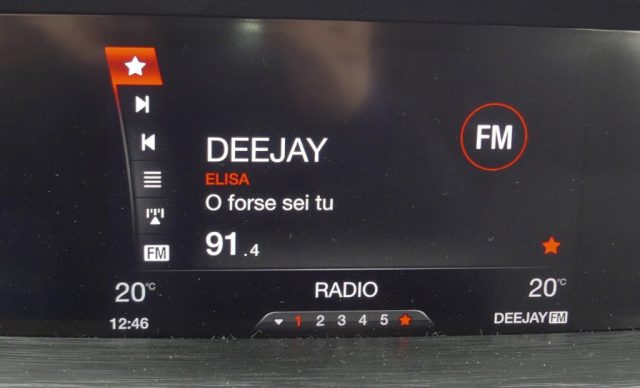 DEEJAY
ELISA
O forse sei tu
91.4
FM
FM
20°C
RADIO
20°C
12:46
1 2 3 4 5
DEEJAY FM